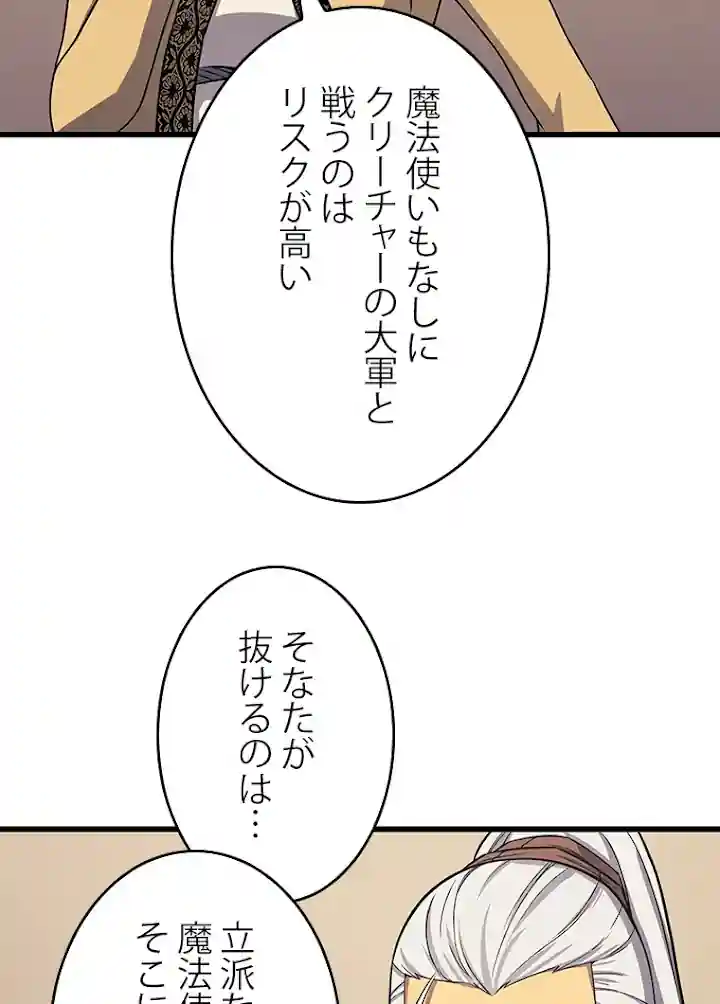 魔法使いもなしに
クリーチャーの大軍と
戦うのは
リスクが高い
そなたが
抜けるのは…
立派な
魔法使
そこに